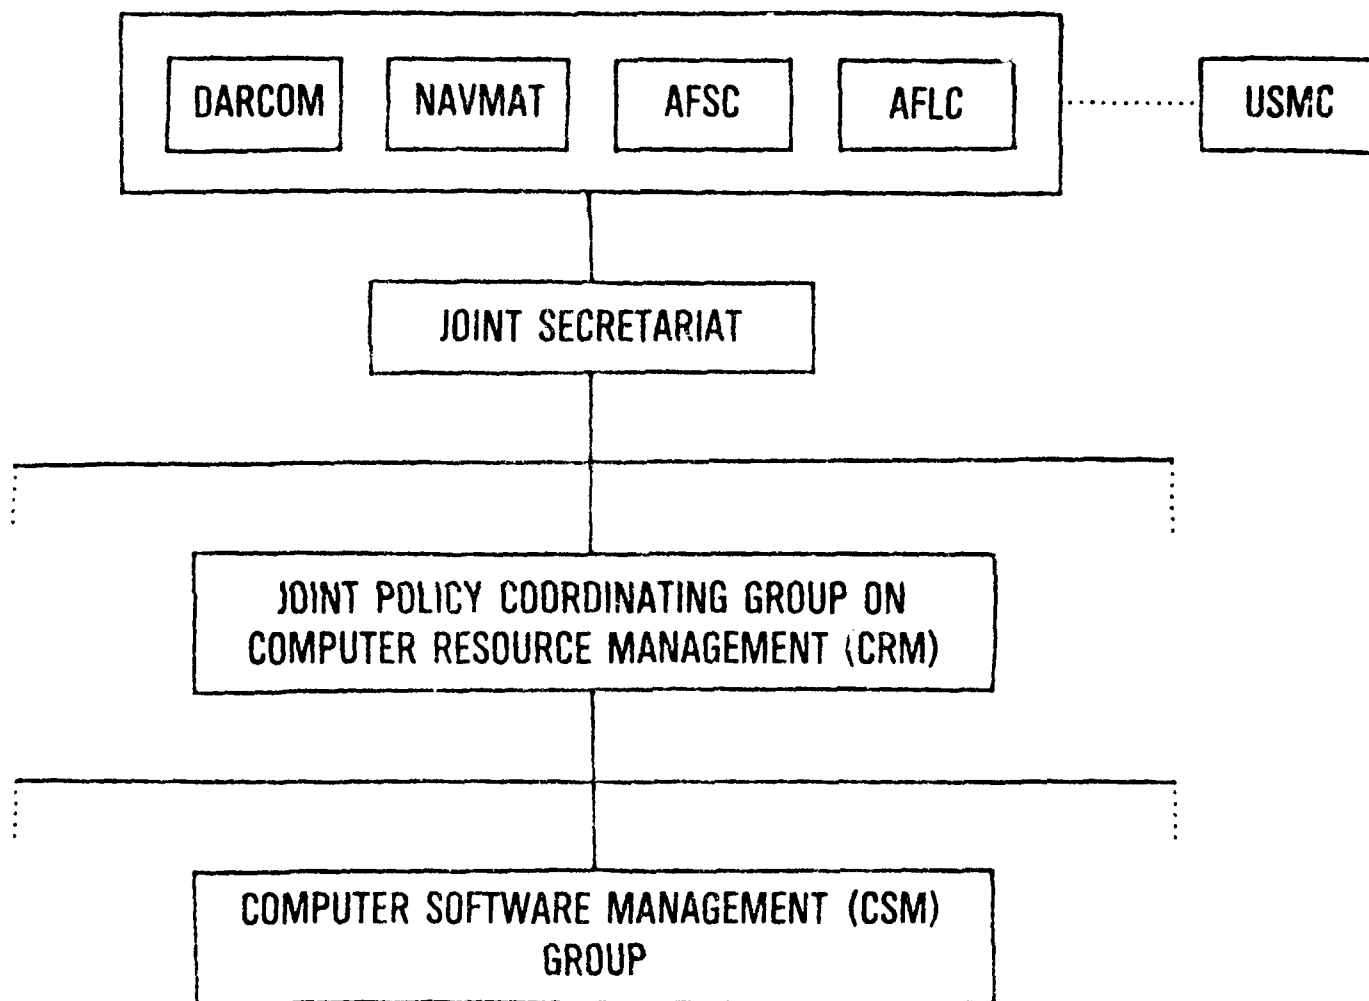 DARCOM NAVMAT AFSC AFLC USMC
JOINT SECRETARIAT
JOINT POLICY COORDINATING GROUP ON
COMPUTER RESOURCE MANAGEMENT (CRM)
COMPUTER SOFTWARE MANAGEMENT (CSM)
GROUP